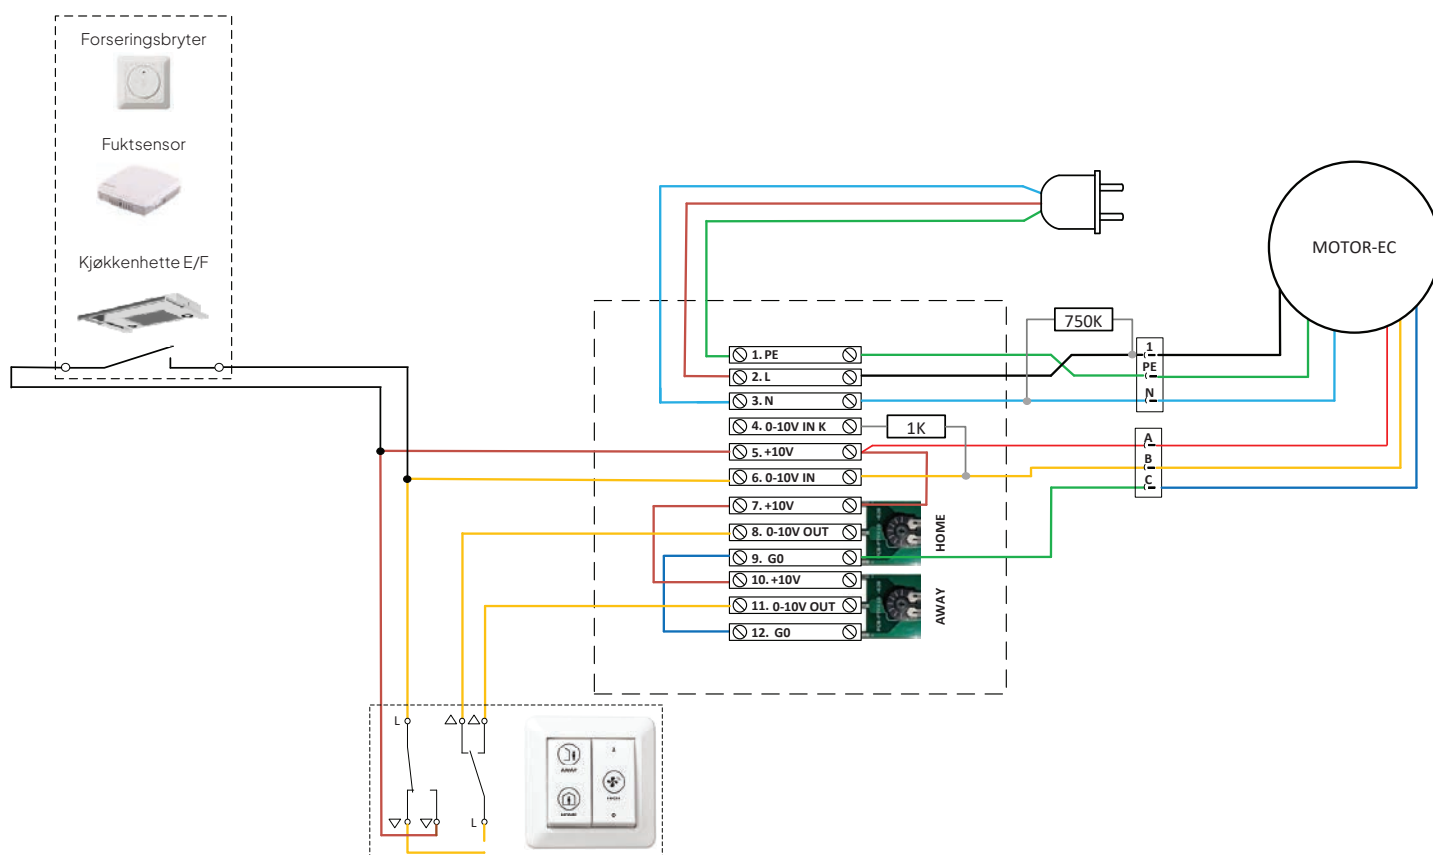 Forseringsbryter
Fuktsensor
Kjøkkenhette E/F
MOTOR-EC
750K
1
PE
N
1. PE
2. L
3. N
4. 0-10V IN K
1K
5. +10V
6. 0-10V IN
7. +10V
8. 0-10V OUT
9. G0
10. +10V
11. 0-10V OUT
12. G0
HOME
AWAY
A
B
C
L
L
AWAY